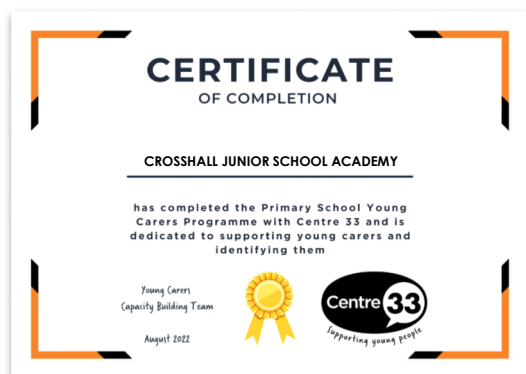 CERTIFICATE
OF COMPLETION
CROSSHALL JUNIOR SCHOOL ACADEMY
has completed the Primary School Young
Carers Programme with Centre 33 and is
dedicated to supporting young carers and
identifying them
Young Carers
Capacity Building Team
August 2022
Centre 33
Supporting young people